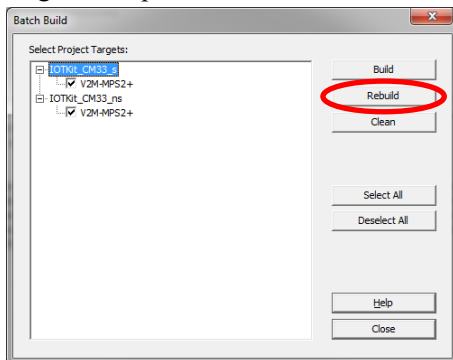 Batch Build
Select Project Targets:
IOTKit_CM33_s
V2M-MPS2+
IOTKit_CM33_ns
V2M-MPS2+
Build
Rebuild
Clean
Select All
Deselect All
Help
Close